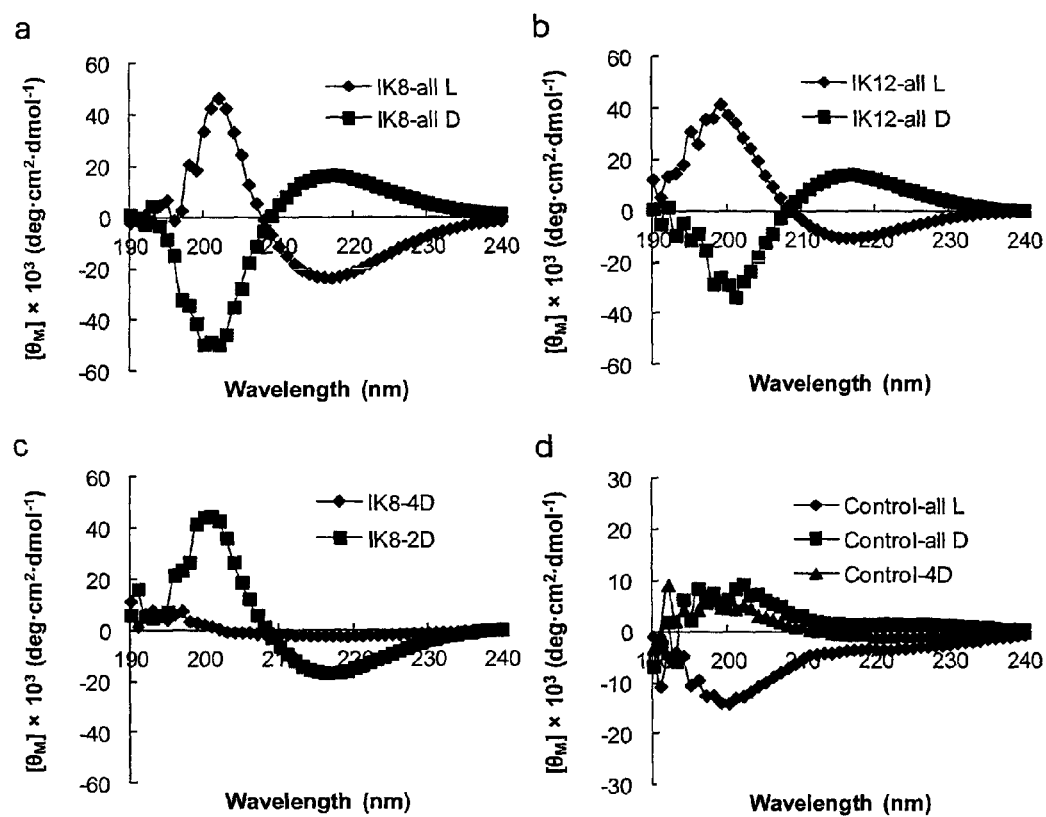 a
60
40
20
0
-20
-40
-60
190 200 210 220 230 240
IK8-all L
IK8-all D
[θM] × 10³ (deg·cm²·dmol⁻¹)
Wavelength (nm)
b
60
40
20
0
-20
-40
-60
190 200 210 220 230 240
IK12-all L
IK12-all D
[θM] × 10³ (deg·cm²·dmol⁻¹)
Wavelength (nm)
c
60
40
20
0
-20
-40
-60
190 200 210 220 230 240
IK8-4D
IK8-2D
[θM] × 10³ (deg·cm²·dmol⁻¹)
Wavelength (nm)
d
30
20
10
0
-10
-20
-30
190 200 210 220 230 240
Control-all L
Control-all D
Control-4D
[θM] × 10³ (deg·cm²·dmol⁻¹)
Wavelength (nm)